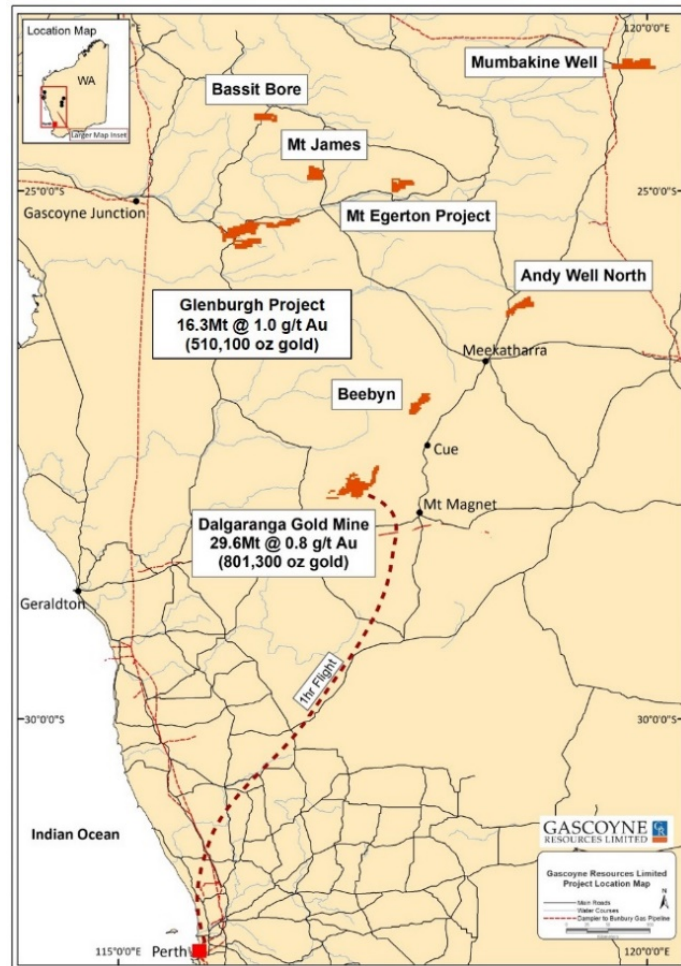 Location Map
WA
Larger Map Inset
120°0'0"E
Mumbakine Well
Bassit Bore
Mt James
25°0'0"S
25°0'0"S
Gascoyne Junction
Mt Egerton Project
Andy Well North
Glenburgh Project
16.3Mt @ 1.0 g/t Au
(510,100 oz gold)
Meekatharra
Beebyn
Cue
Mt Magnet
Dalgaranga Gold Mine
29.6Mt @ 0.8 g/t Au
(801,300 oz gold)
Geraldton
1hr Flight
30°0'0"S
30°0'0"S
Indian Ocean
GASCOYNE
RESOURCES LIMITED
Gascoyne Resources Limited
Project Location Map
N
Main Roads
Water Courses
Dampier to Bunbury Gas Pipeline
Perth
115°0'0"E
120°0'0"E